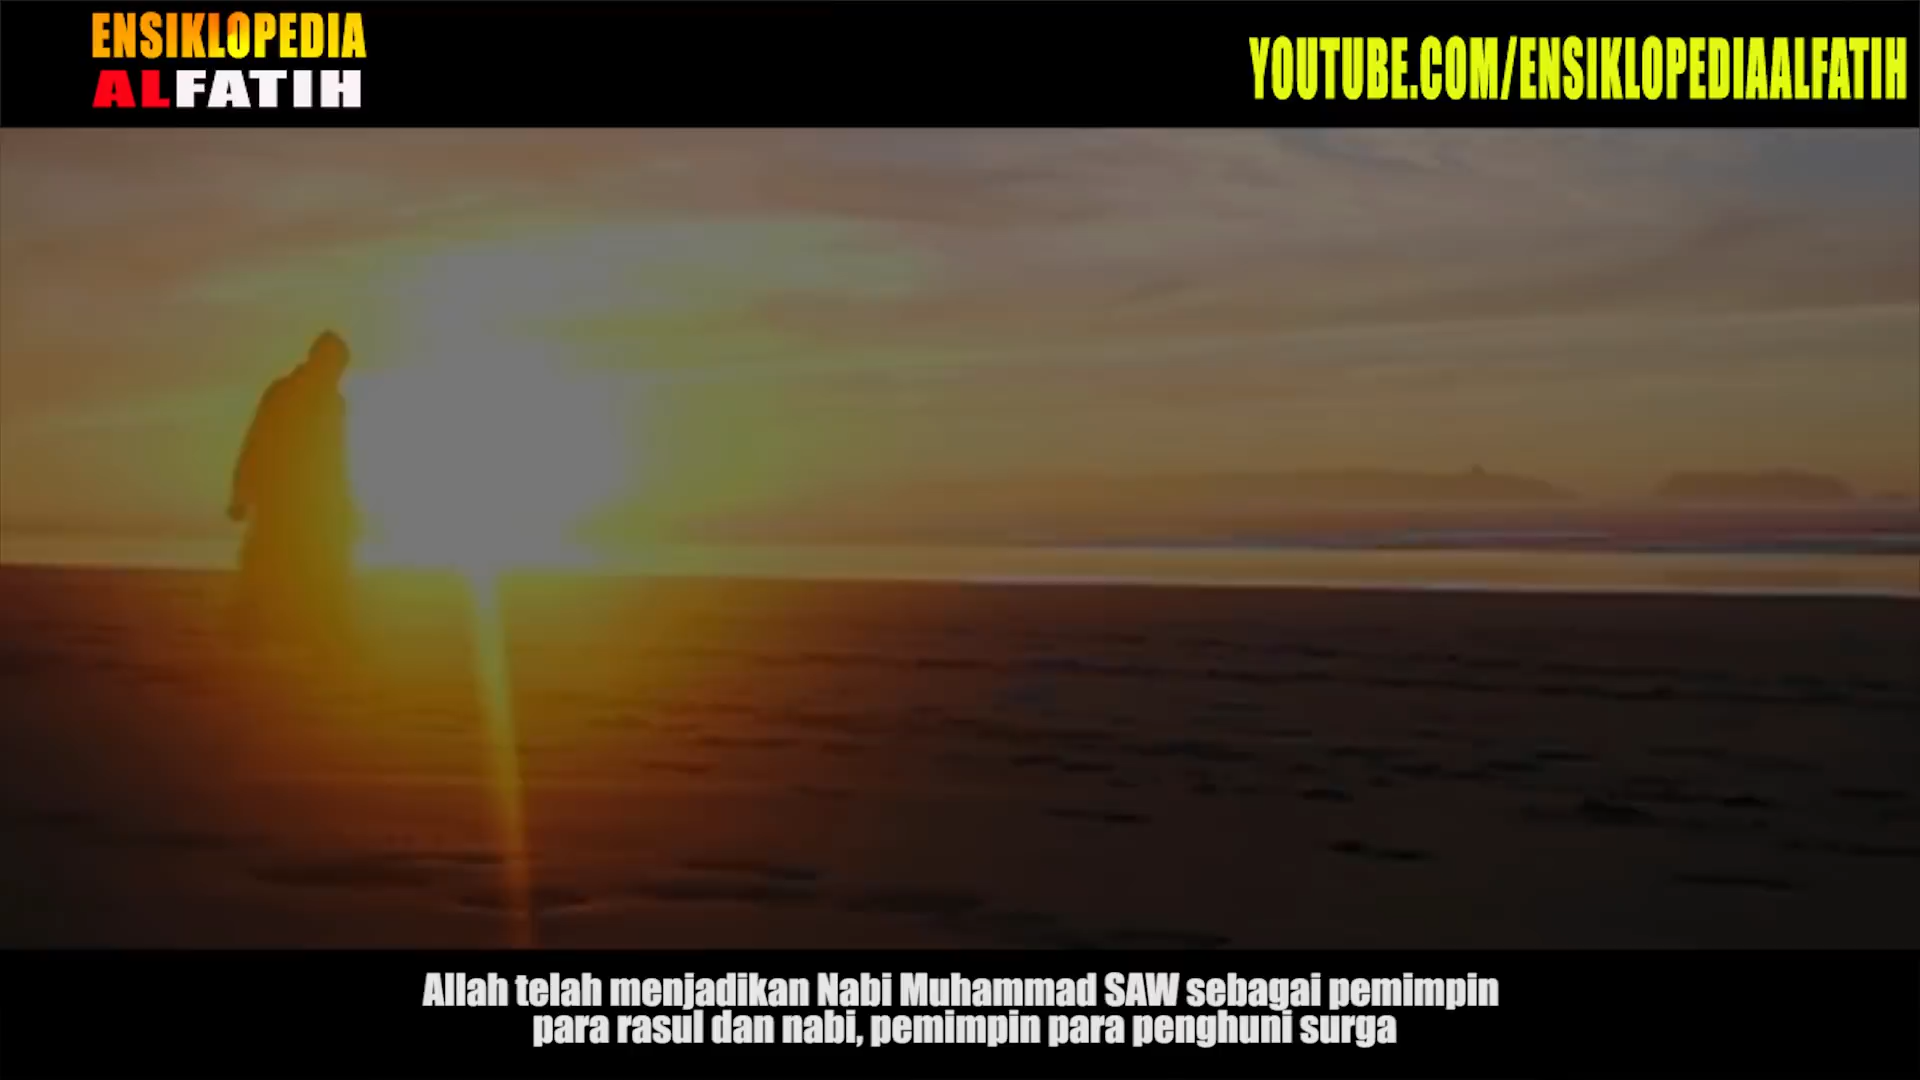 ENSIKLOPEDIA
ALFATIH
YOUTUBE.COM/ENSIKLOPEDIAALFATIH
Allah telah menjadikan Nabi Muhammad SAW sebagai pemimpin
para rasul dan nabi, pemimpin para penghuni surga